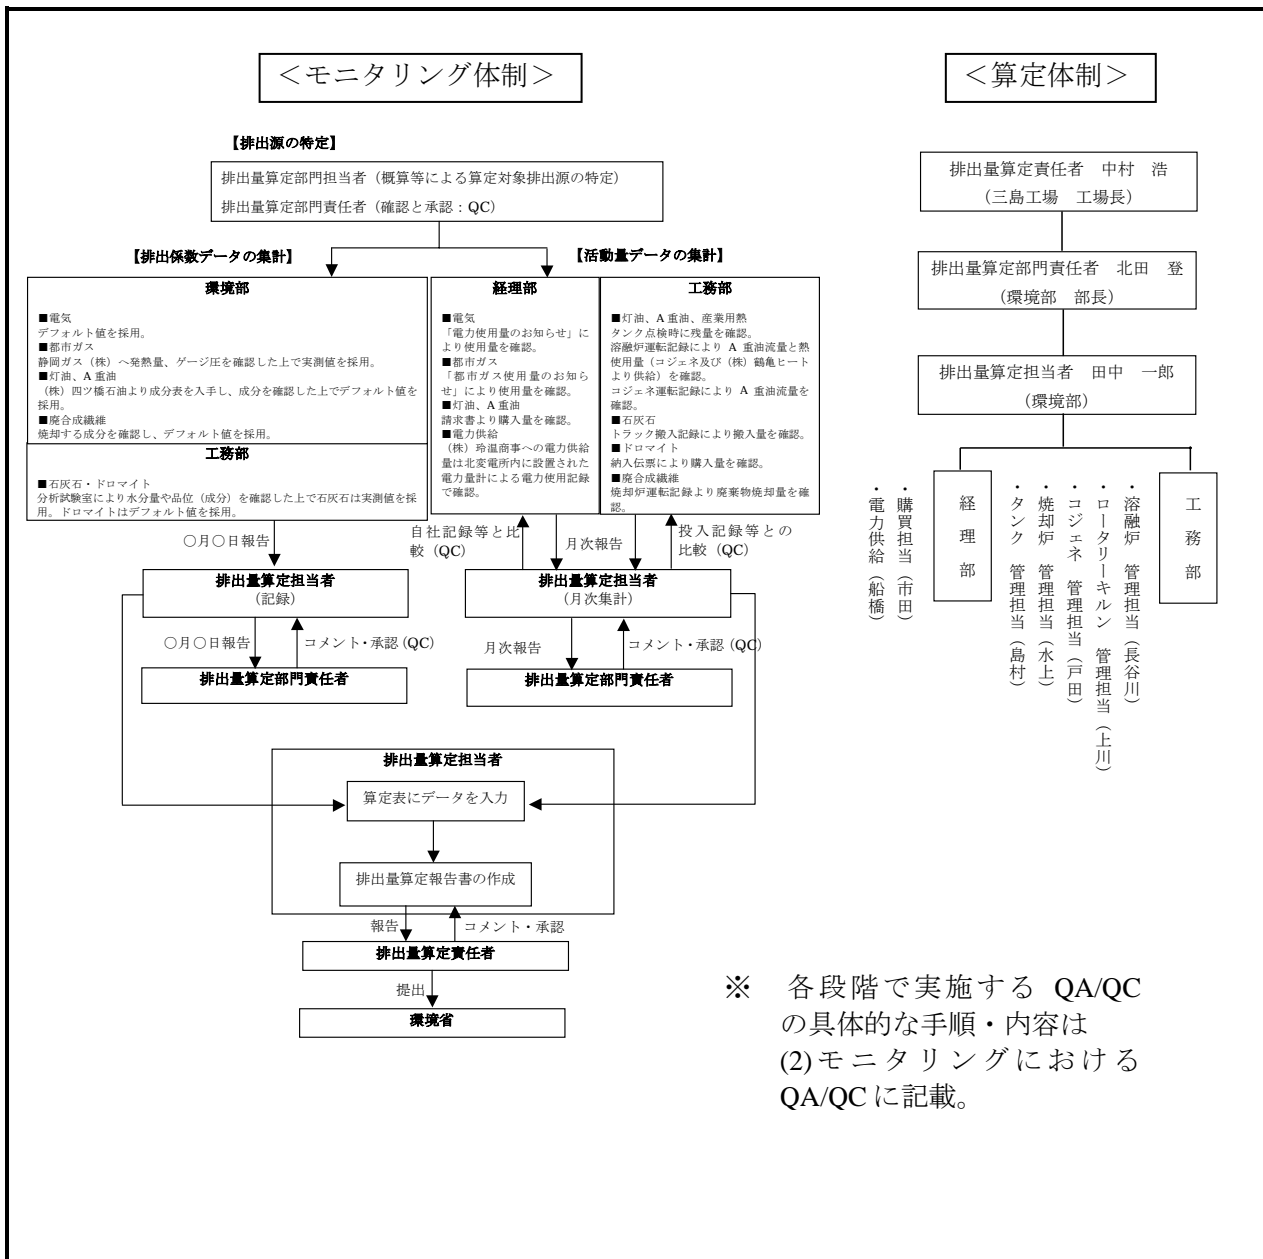 ＜モニタリング体制＞
【排出源の特定】
排出量算定部門担当者（概算等による算定対象排出源の特定）
排出量算定部門責任者（確認と承認：QC）
【排出係数データの集計】
【活動量データの集計】
環境部
■電気
デフォルト値を採用。
■都市ガス
静岡ガス（株）へ発熱量、ゲージ圧を確認した上で実測値を採用。
■灯油、A 重油
（株）四ツ橋石油より成分表を入手し、成分を確認した上でデフォルト値を
採用。
■廃合成繊維
焼却する成分を確認し、デフォルト値を採用。
工務部
■石灰石・ドロマイト
分析試験室により水分量や品位（成分）を確認した上で石灰石は実測値を採
用。ドロマイトはデフォルト値を採用。
経理部
■電気
「電力使用量のお知らせ」によ
り使用量を確認。
■都市ガス
「都市ガス使用量のお知ら
せ」により使用量を確認。
■灯油、A 重油
請求書より購入量を確認。
■電力供給
（株）玲温商事への電力供給
量は北変電所内に設置された
電力量計による電力使用記録
で確認。
工務部
■灯油、A 重油、産業用熱
タンク点検時に残量を確認。
溶融炉運転記録により A 重油流量と熱
使用量（コジェネ及び（株）鶴亀ヒート
より供給）を確認。
コジェネ運転記録により A 重油流量を
確認。
■石灰石
トラック搬入記録により搬入量を確認。
■ドロマイト
納入伝票により購入量を確認。
■廃合成繊維
焼却炉運転記録より廃棄物焼却量を確
認。
〇月〇日報告
自社記録等と比
較（QC）
月次報告
投入記録等との
比較（QC）
排出量算定担当者
（記録）
排出量算定担当者
（月次集計）
〇月〇日報告
コメント・承認（QC）
月次報告
コメント・承認（QC）
排出量算定部門責任者
排出量算定部門責任者
排出量算定担当者
算定表にデータを入力
排出量算定報告書の作成
報告
コメント・承認
排出量算定責任者
提出
環境省
＜算定体制＞
排出量算定責任者　中村　浩
（三島工場　工場長）
排出量算定部門責任者　北田　登
（環境部　部長）
排出量算定担当者　田中　一郎
（環境部）
工務部
・溶融炉　管理担当（長谷川）
・ロータリーキルン　管理担当（上川）
・コジェネ　管理担当（戸田）
・焼却炉　管理担当（水上）
・タンク　管理担当（島村）
経理部
・購買担当（市田）
・電力供給（船橋）
※　各段階で実施する QA/QC
の具体的な手順・内容は
(2)モニタリングにおける
QA/QC に記載。